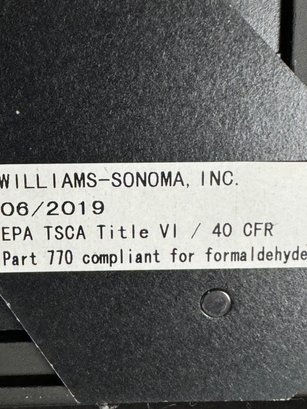 WILLIAMS-SONOMA, INC.
06/2019
EPA TSCA Title VI / 40 CFR
Part 770 compliant for formaldehyde